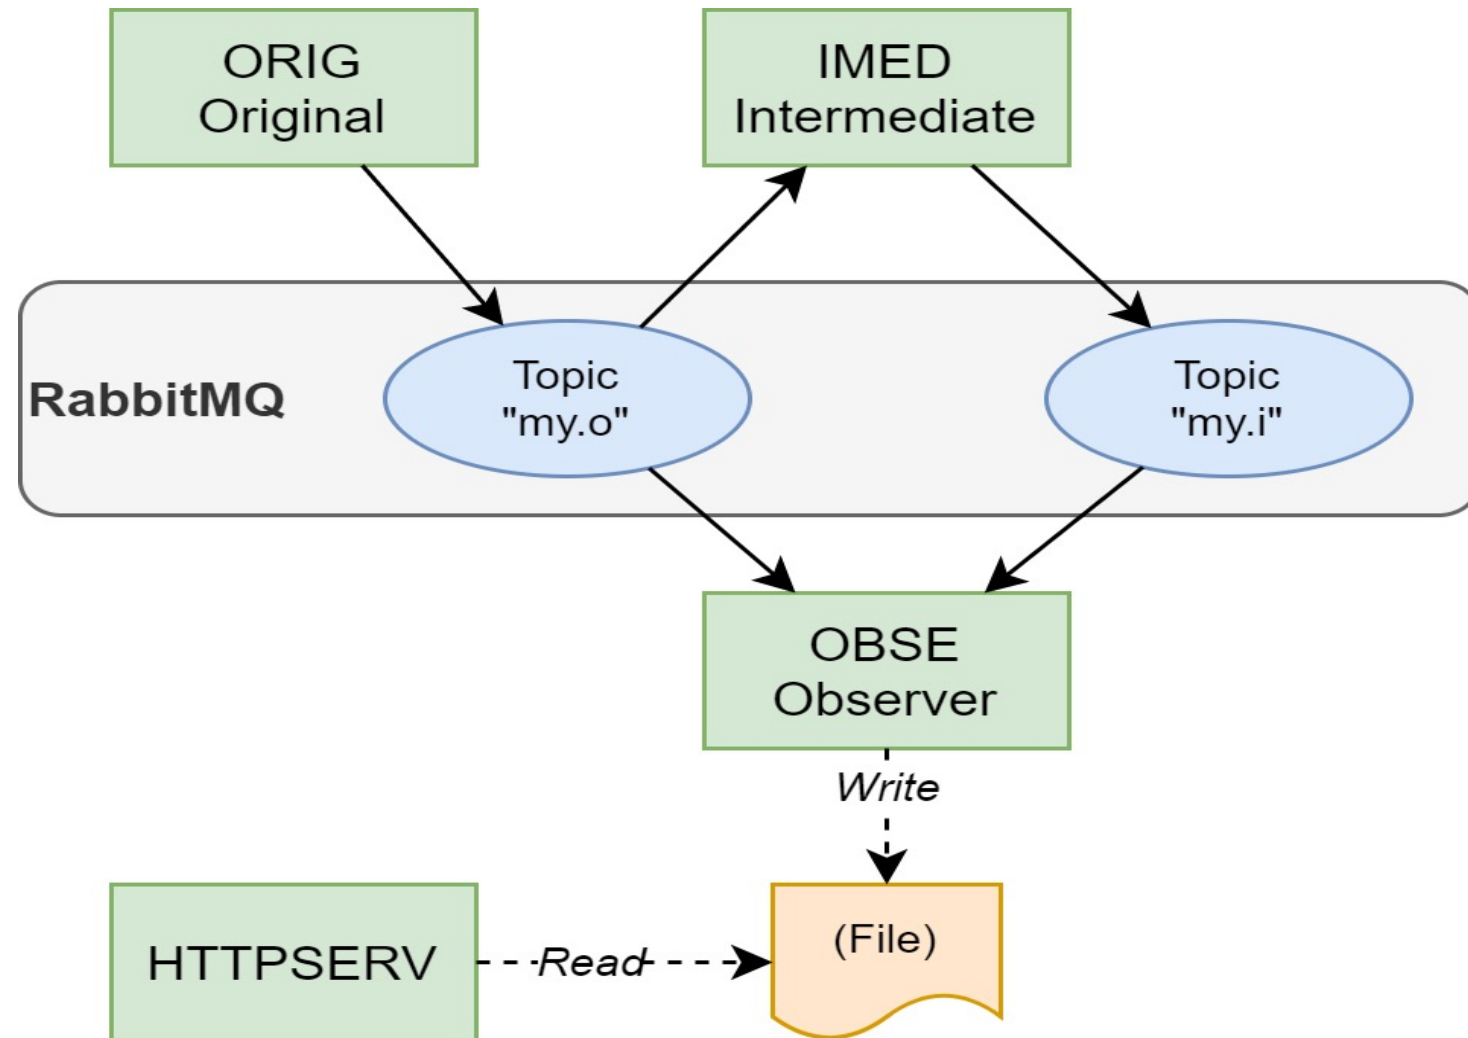 ORIG
Original
IMED
Intermediate
RabbitMQ
Topic
"my.o"
Topic
"my.i"
OBSE
Observer
Write
HTTPSERV
Read
(File)